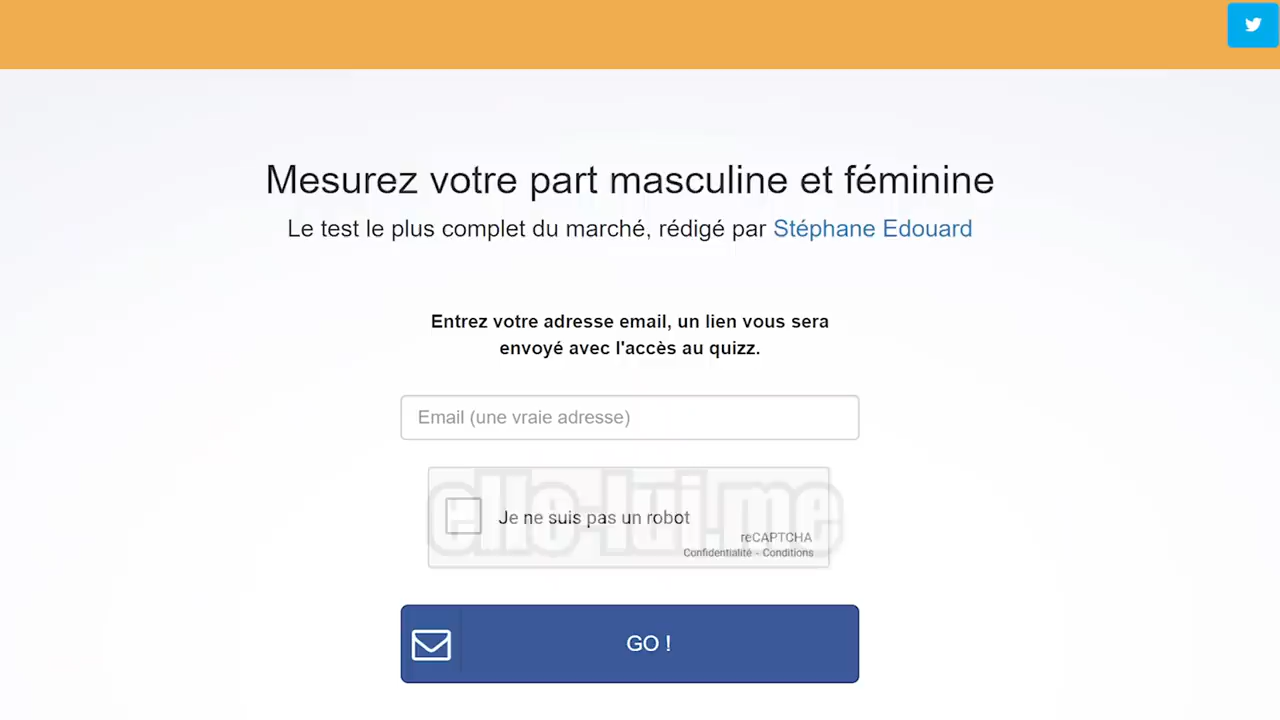 Mesurez votre part masculine et féminine
Le test le plus complet du marché, rédigé par Stéphane Edouard
Entrez votre adresse email, un lien vous sera
envoyé avec l'accès au quizz.
Email (une vraie adresse)
elle-lui.me
Je ne suis pas un robot
reCAPTCHA
Confidentialité - Conditions
GO !